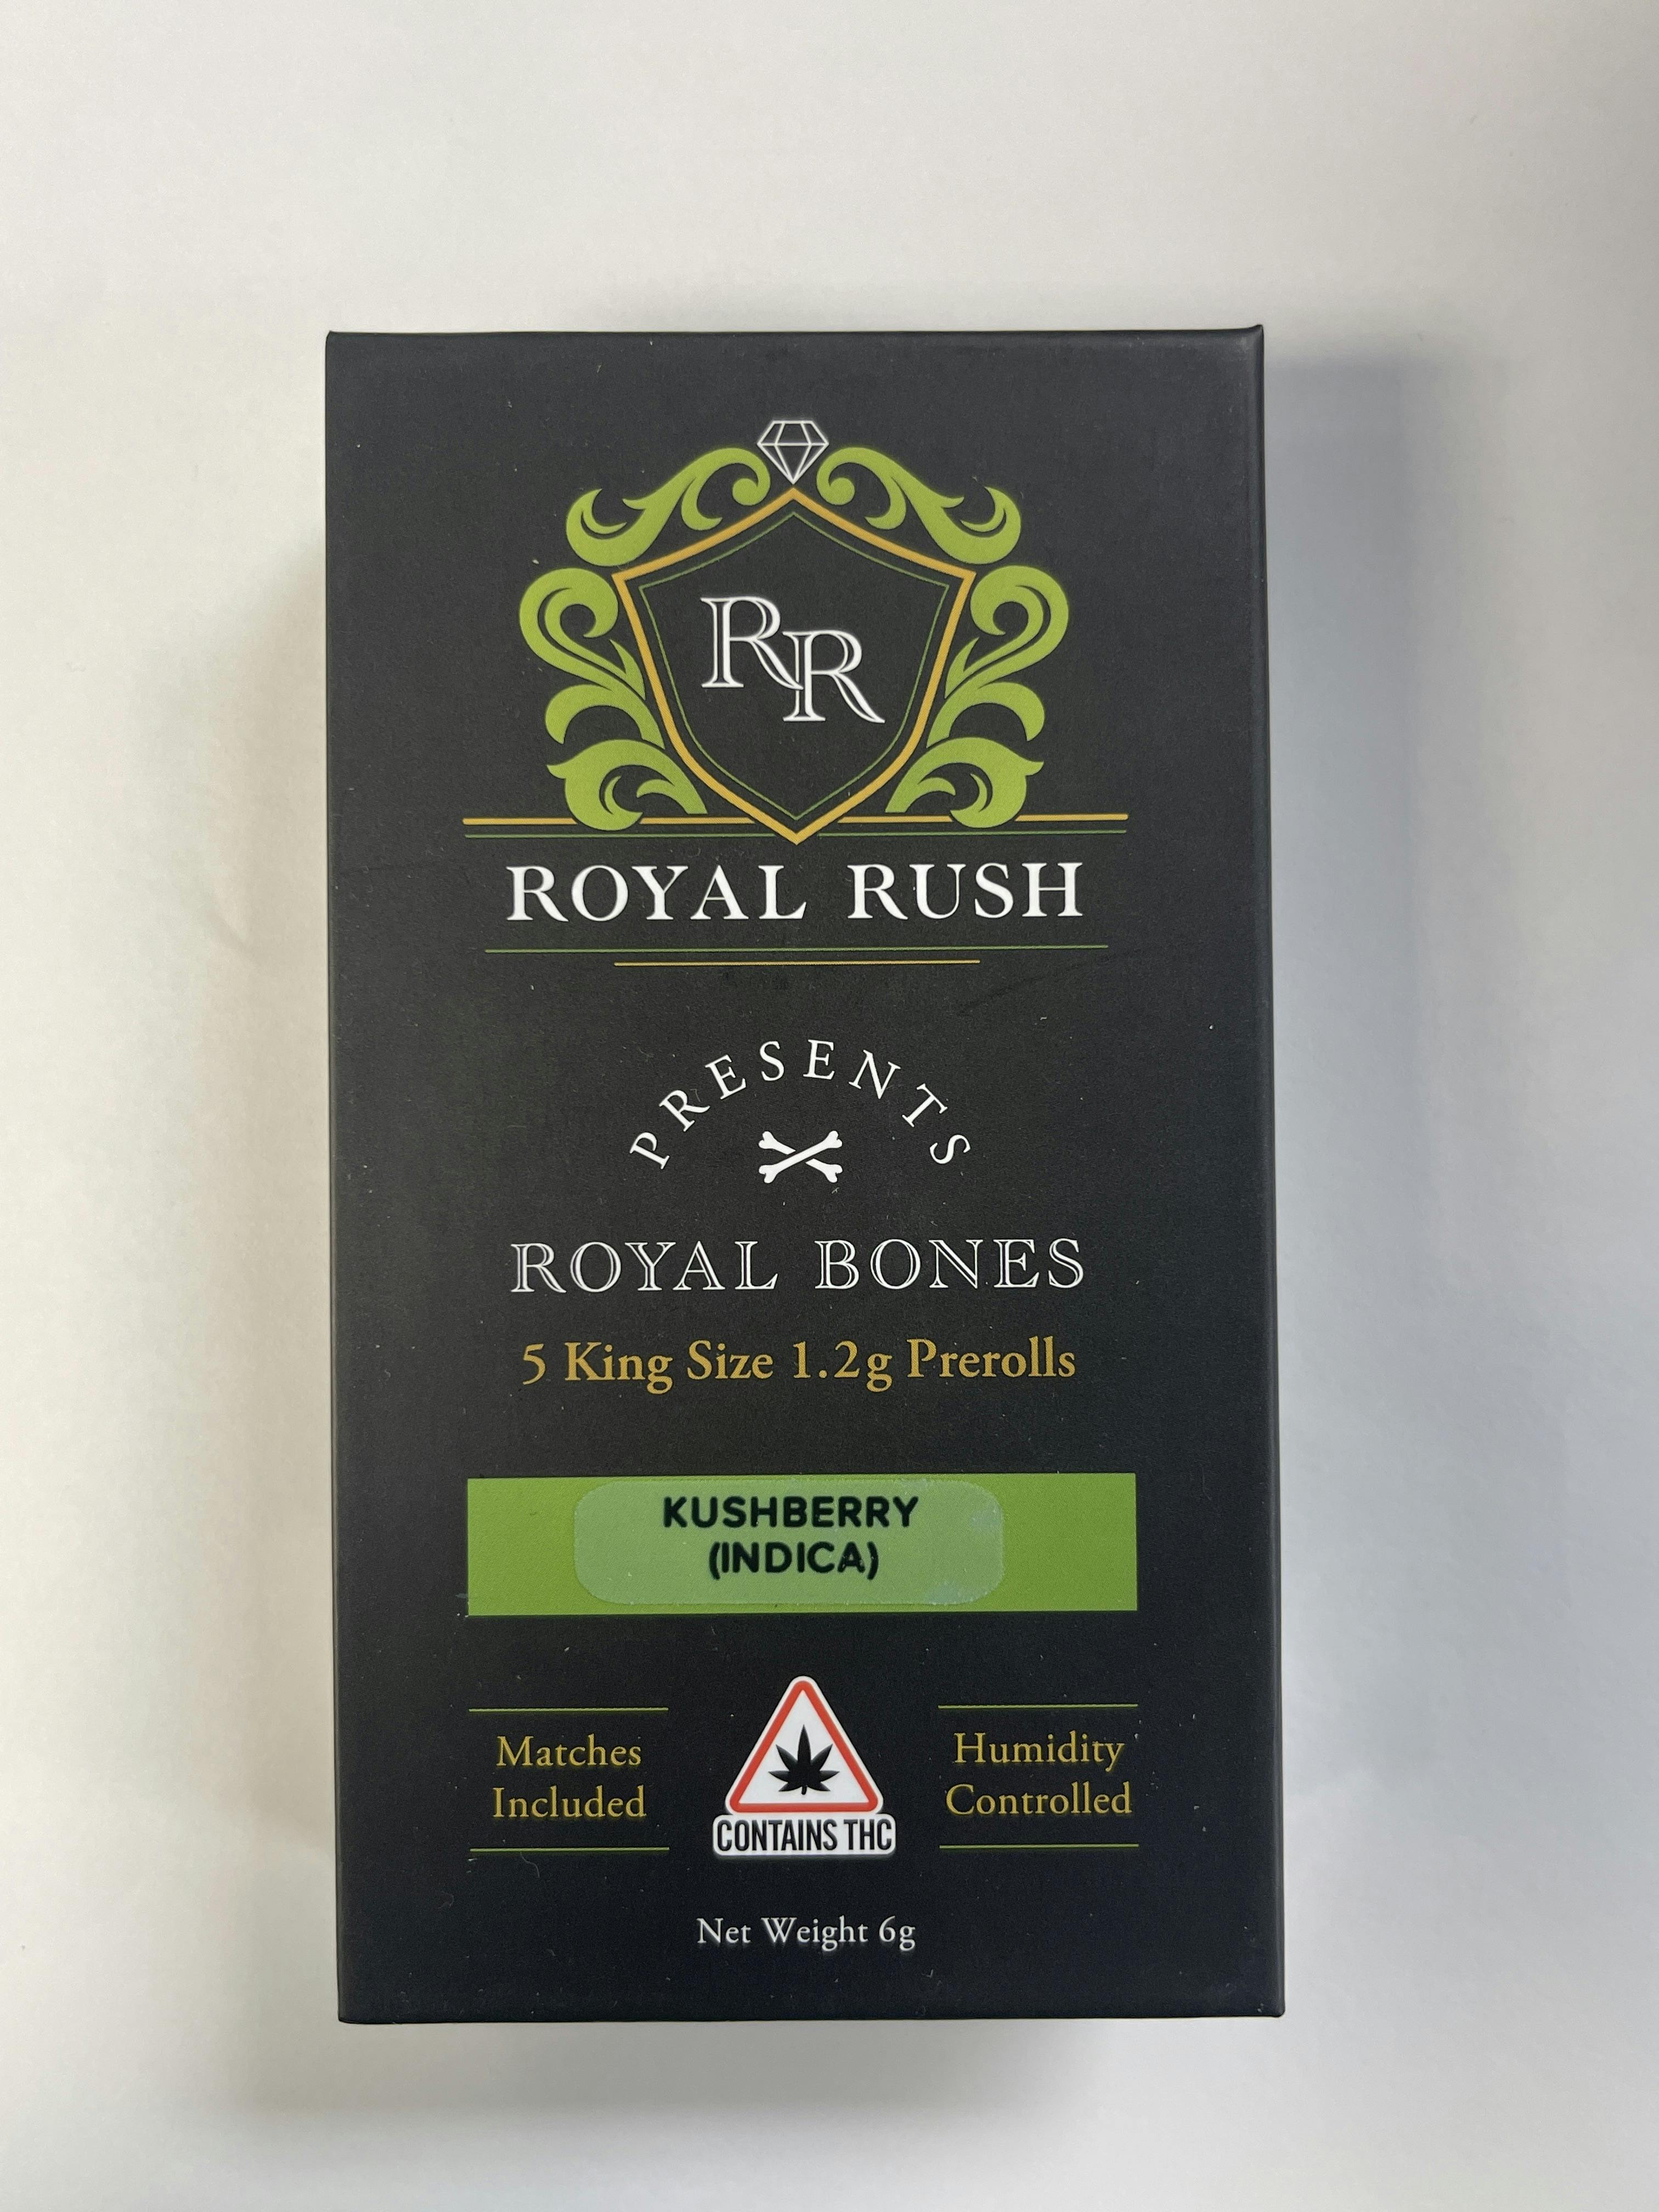 RR
ROYAL RUSH
PRESENTS
ROYAL BONES
5 King Size 1.2g Prerolls
KUSHBERRY
(INDICA)
Matches
Included
CONTAINS THC
Humidity
Controlled
Net Weight 6g